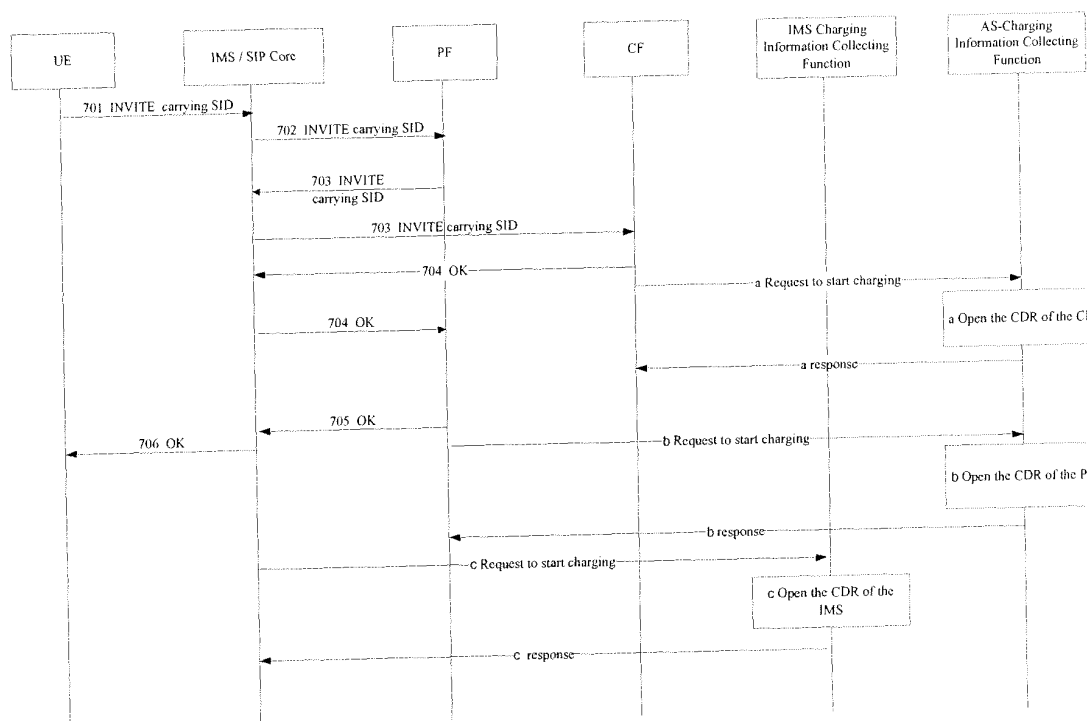 UE
IMS / SIP Core
PF
CF
IMS Charging
Information Collecting
Function
AS-Charging
Information Collecting
Function
701 INVITE carrying SID
702 INVITE carrying SID
703 INVITE
carrying SID
703 INVITE carrying SID
704 OK
a Request to start charging
a Open the CDR of the
704 OK
a response
705 OK
706 OK
b Request to start charging
b Open the CDR of the
b response
c Request to start charging
c Open the CDR of the
IMS
c response